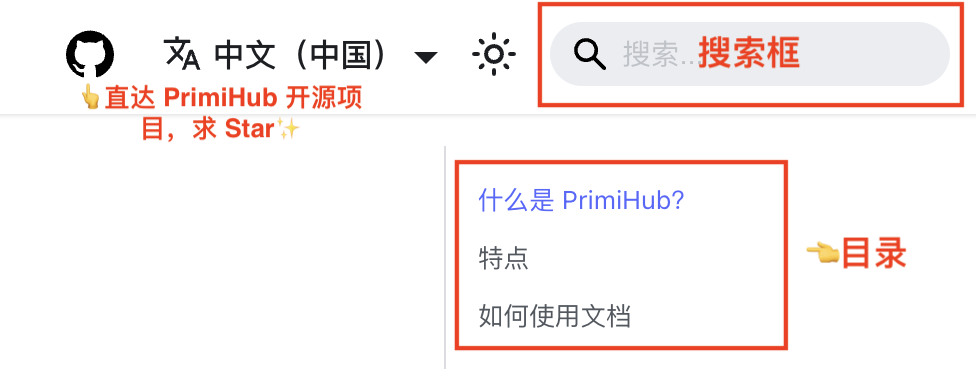 中文（中国）
搜索...
搜索框
👆直达 PrimiHub 开源项
目，求 Star✨
什么是 PrimiHub?
特点
如何使用文档
👈目录